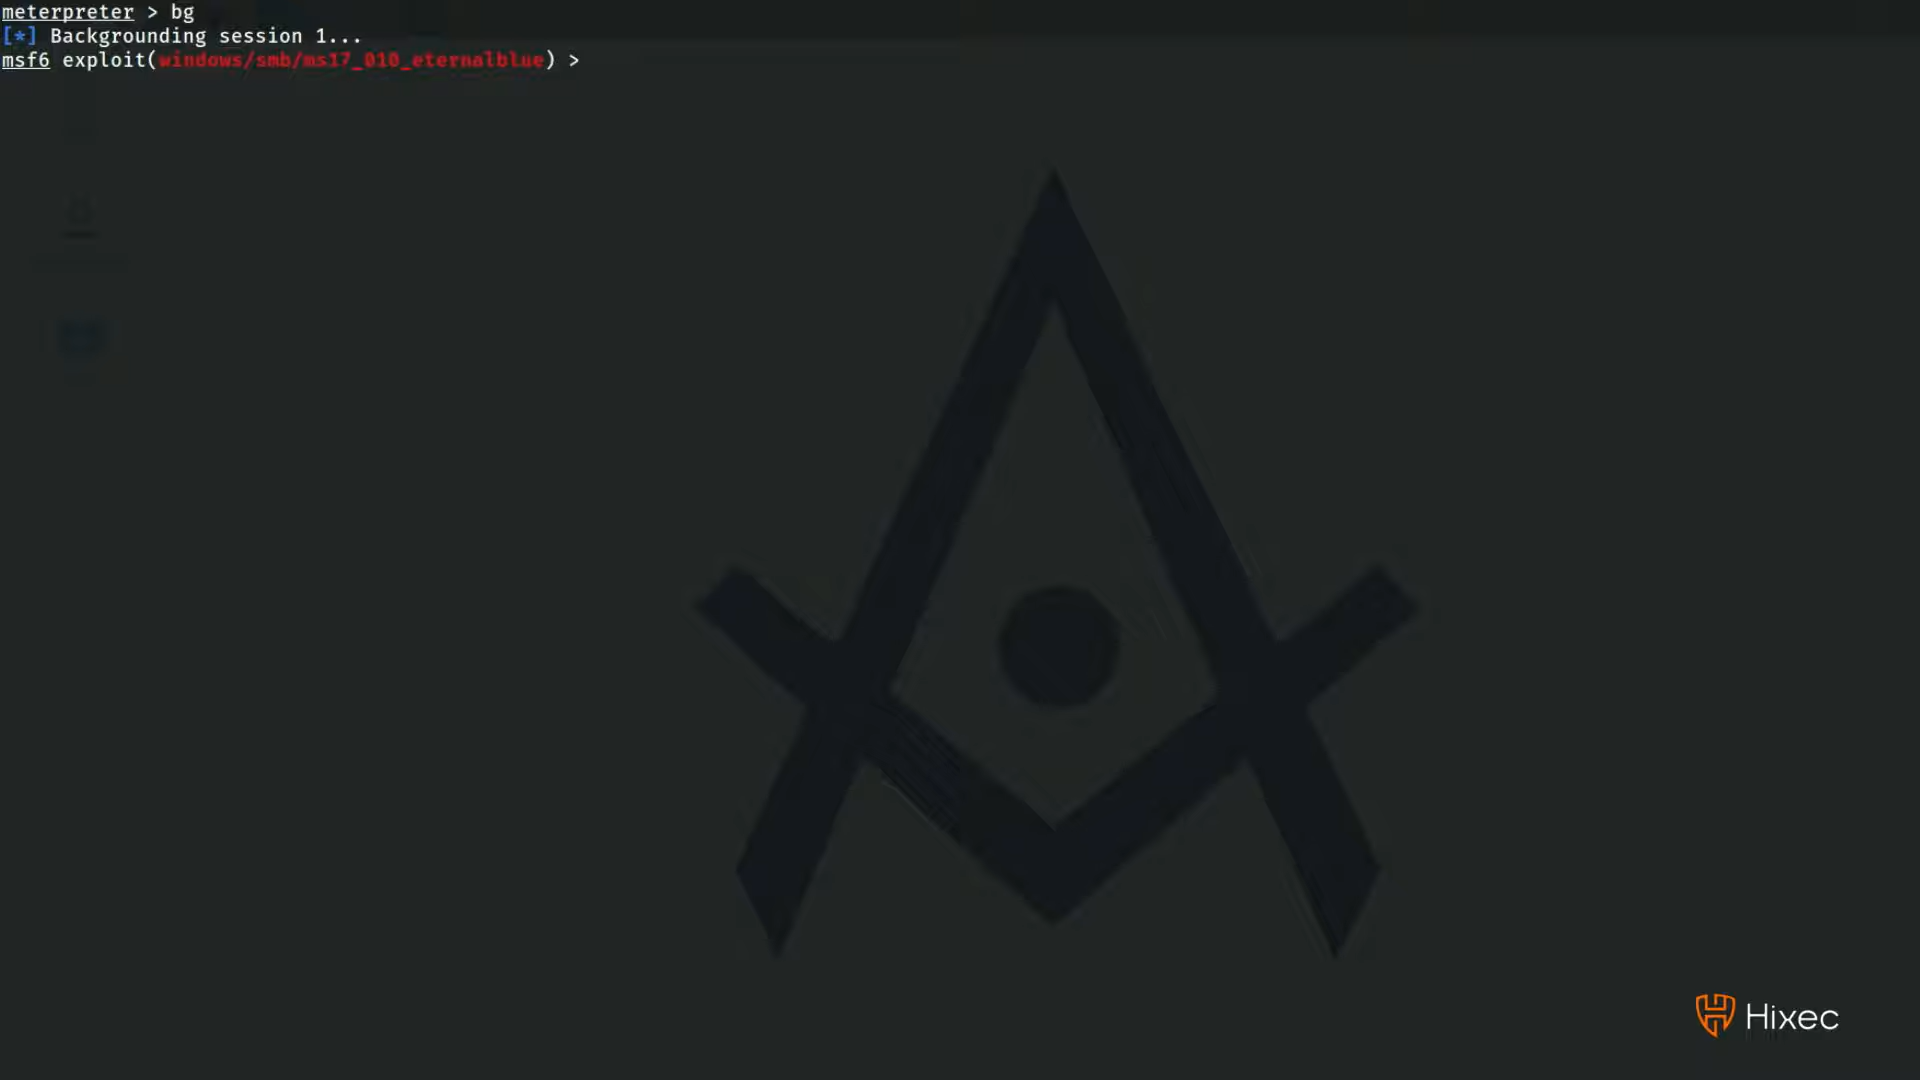 meterpreter > bg
[*] Backgrounding session 1...
msf6 exploit(windows/smb/ms17_010_eternalblue) >
Hixec